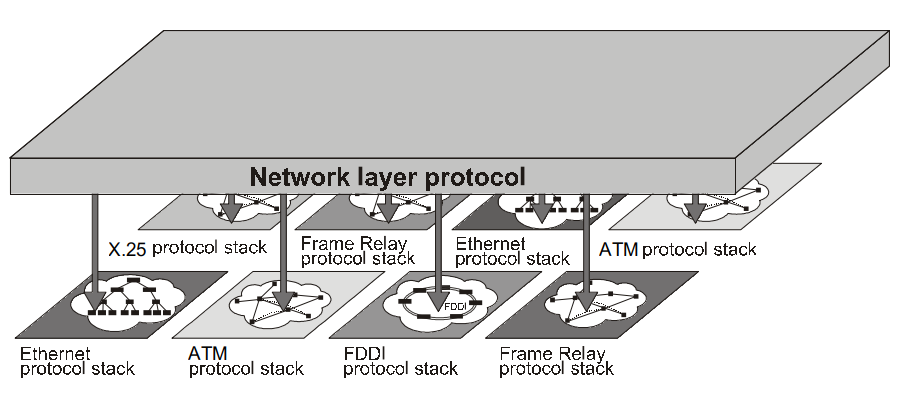 Network layer protocol
X.25 protocol stack
Frame Relay
protocol stack
Ethernet
protocol stack
ATM protocol stack
FDDI
Ethernet
protocol stack
ATM
protocol stack
FDDI
protocol stack
Frame Relay
protocol stack